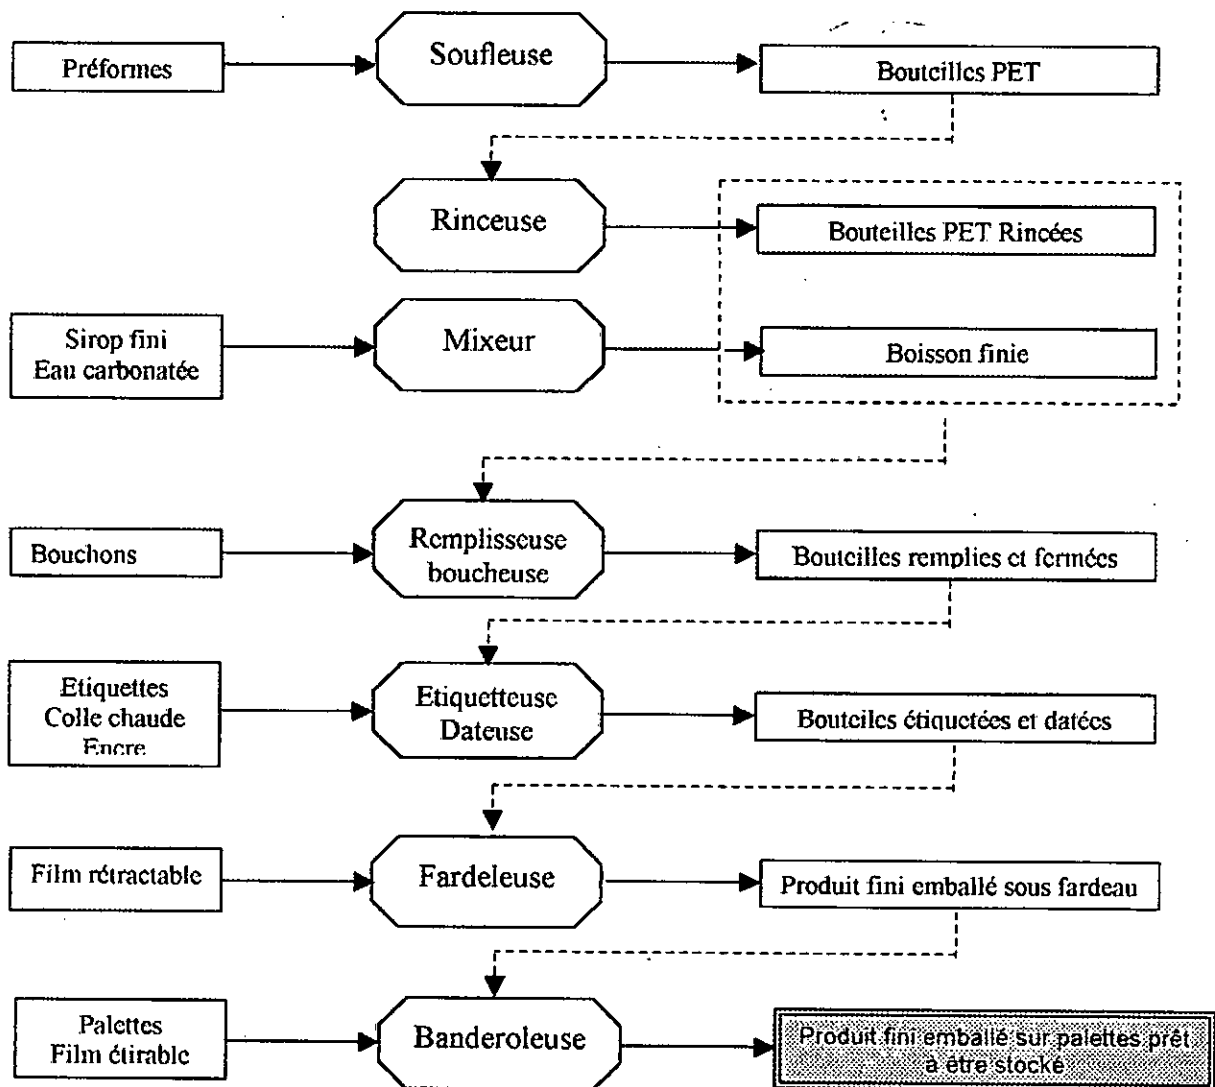 Préformes
Soufleuse
Bouteilles PET
Rinceuse
Bouteilles PET Rincées
Sirop fini
Eau carbonatée
Mixeur
Boisson finie
Bouchons
Remplisseuse
boucheuse
Bouteilles remplies et fermées
Etiquettes
Colle chaude
Encre
Etiquetteuse
Dateuse
Bouteiles étiquetées et datées
Film rétractable
Fardeleuse
Produit fini emballé sous fardeau
Palettes
Film étirable
Banderoleuse
Produit fini emballé sur palettes prêt
a être stocké